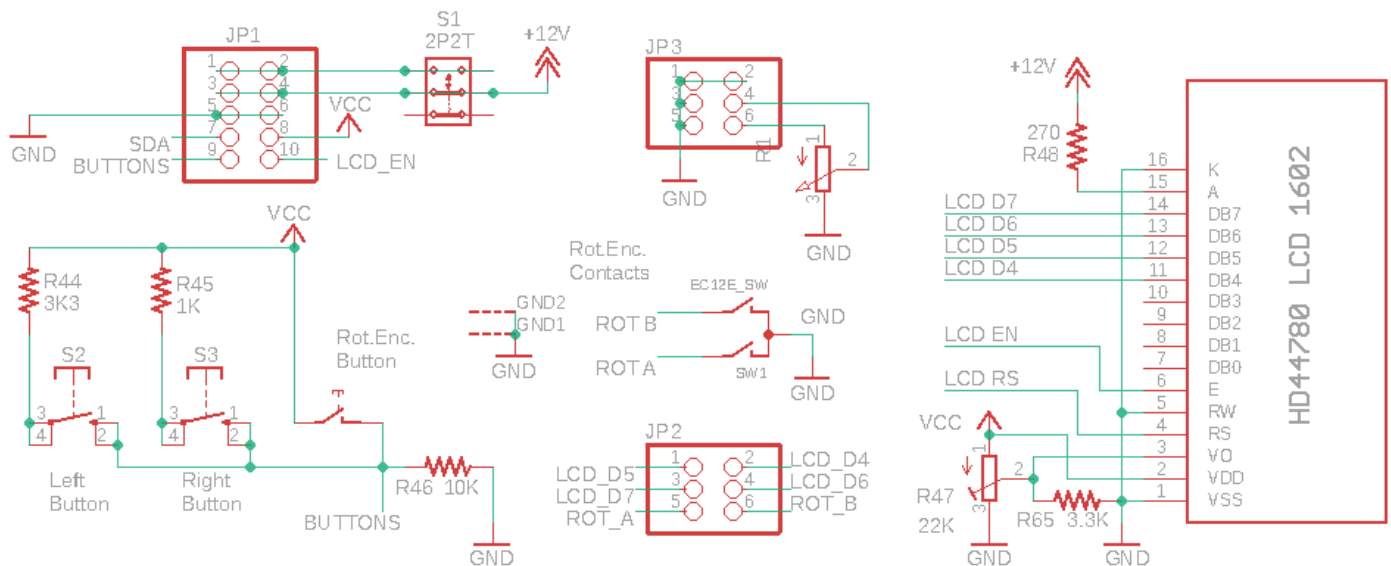 JP1
1
2
3
4
5
6
7
8
9
10
GND
SDA
BUTTONS
VCC
LCD_EN
S1
2P2T
+12V
JP3
1
2
3
4
5
6
R1
1
2
3
GND
GND
VCC
R44
3K3
R45
1K
S2
3
1
4
2
S3
3
1
4
2
Left
Button
Right
Button
Rot.Enc.
Button
R46 10K
BUTTONS
GND
GND2
GND1
GND
Rot.Enc.
Contacts
EC12E_SW
ROT B
ROT A
SW1
GND
GND
JP2
LCD_D5
1
2
LCD_D4
LCD_D7
3
4
LCD_D6
ROT_A
5
6
ROT_B
+12V
270
R48
LCD D7
LCD D6
LCD D5
LCD D4
LCD EN
LCD RS
VCC
1
2
3
R47
22K
R65 3.3K
GND
GND
16 K
15 A
14 DB7
13 DB6
12 DB5
11 DB4
10 DB3
9 DB2
8 DB1
7 DB0
6 E
5 RW
4 RS
3 VO
2 VDD
1 VSS
HD44780 LCD 1602